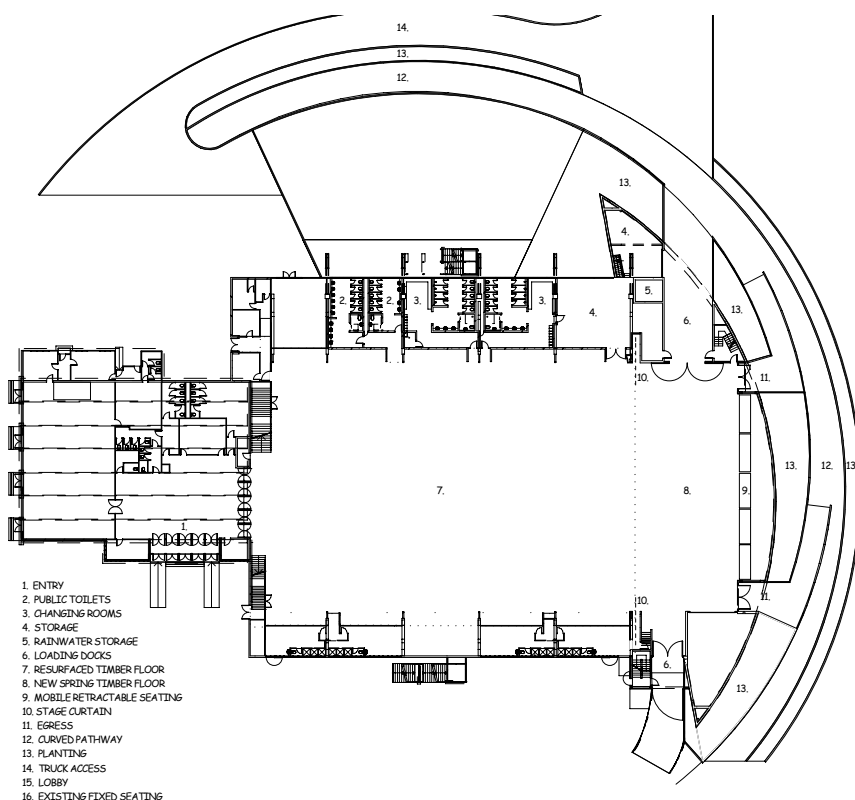 14.
13.
12.
13.
4.
5.
2. 2. 3. 3. 4.
6.
13.
10.
11.
7.
8.
9.
13.
12.
13.
1.
10.
11.
6.
13.
1. ENTRY
2. PUBLIC TOILETS
3. CHANGING ROOMS
4. STORAGE
5. RAINWATER STORAGE
6. LOADING DOCKS
7. RESURFACED TIMBER FLOOR
8. NEW SPRING TIMBER FLOOR
9. MOBILE RETRACTABLE SEATING
10. STAGE CURTAIN
11. EGRESS
12. CURVED PATHWAY
13. PLANTING
14. TRUCK ACCESS
15. LOBBY
16. EXISTING FIXED SEATING